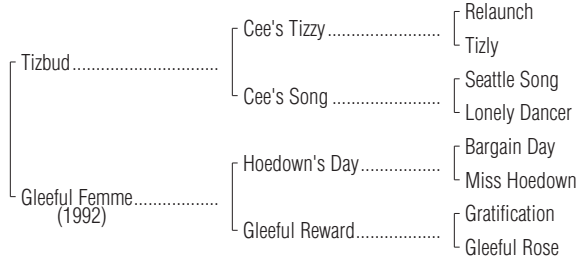 Relaunch
Cee's Tizzy
Tizly
Tizbud
Seattle Song
Cee's Song
Lonely Dancer
Bargain Day
Hoedown's Day
Miss Hoedown
Gleeful Femme
(1992)
Gratification
Gleeful Reward
Gleeful Rose